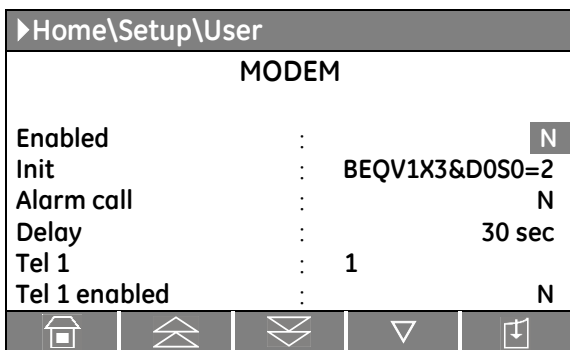 Home\Setup\User
MODEM
Enabled : N
Init : BEQV1X3&D0S0=2
Alarm call : N
Delay : 30 sec
Tel 1 : 1
Tel 1 enabled : N